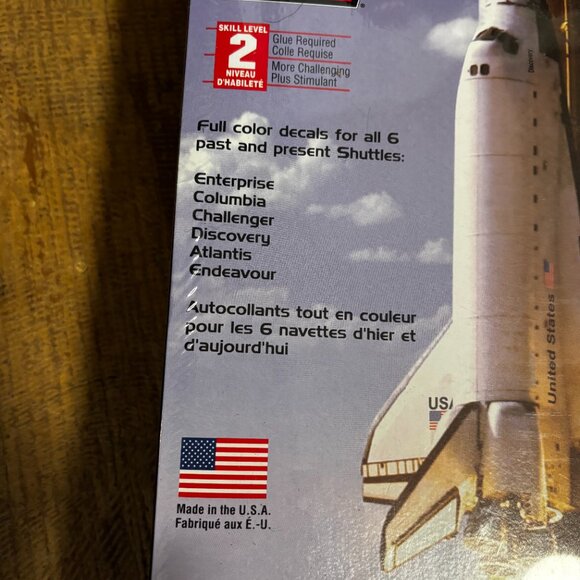 SKILL LEVEL
2
NIVEAU
D'HABILETÉ
Glue Required
Colle Requise
More Challenging
Plus Stimulant
Full color decals for all 6
past and present Shuttles:
Enterprise
Columbia
Challenger
Discovery
Atlantis
Endeavour
Autocollants tout en couleur
pour les 6 navettes d'hier et
d'aujourd'hui
Made in the U.S.A.
Fabriqué aux É.-U.
Discovery
United States
USA